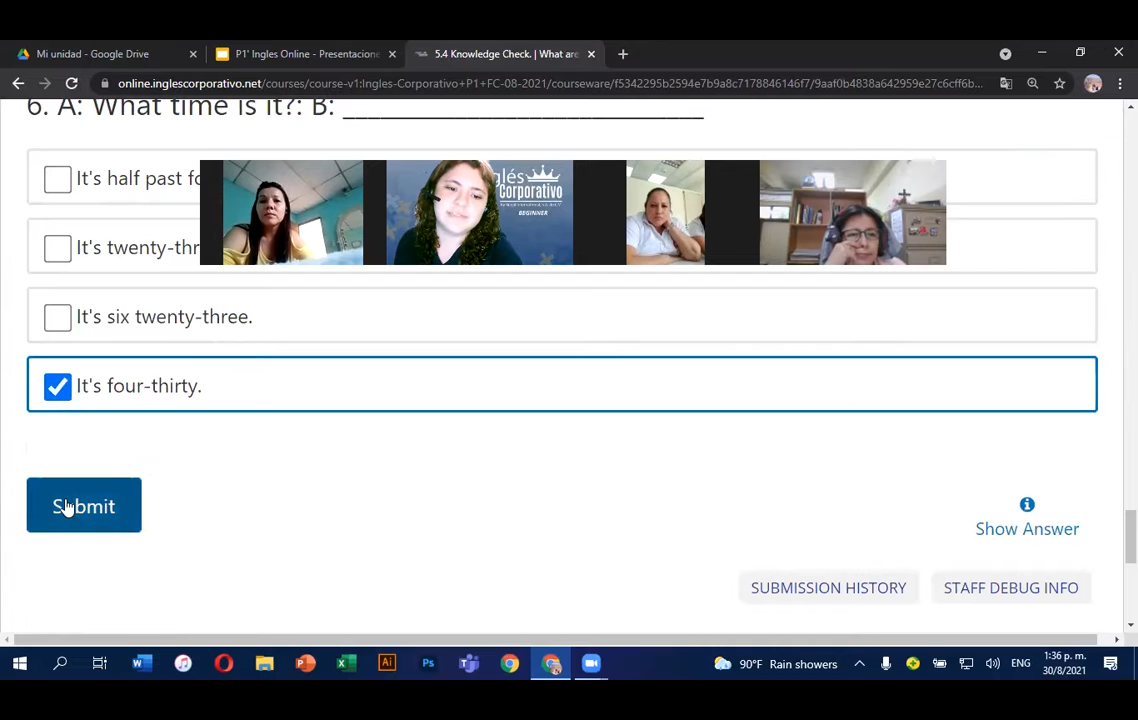 Mi unidad - Google Drive
P1' Ingles Online - Presentacione
5.4 Knowledge Check. | What are
online.inglescorporativo.net/courses/course-v1:Ingles-Corporativo+P1+FC-08-2021/courseware/f5342295b2594e7b9a8c7178846146f7/9aaf0b4838a642959e27c6cff6b...
6. A: What time is it?: B: ___________________________
It's half past fo
It's twenty-thr
It's six twenty-three.
It's four-thirty.
glés
Corporativo
BEGINNER
Submit
Show Answer
SUBMISSION HISTORY
STAFF DEBUG INFO
90°F Rain showers
ENG
1:36 p. m.
30/8/2021